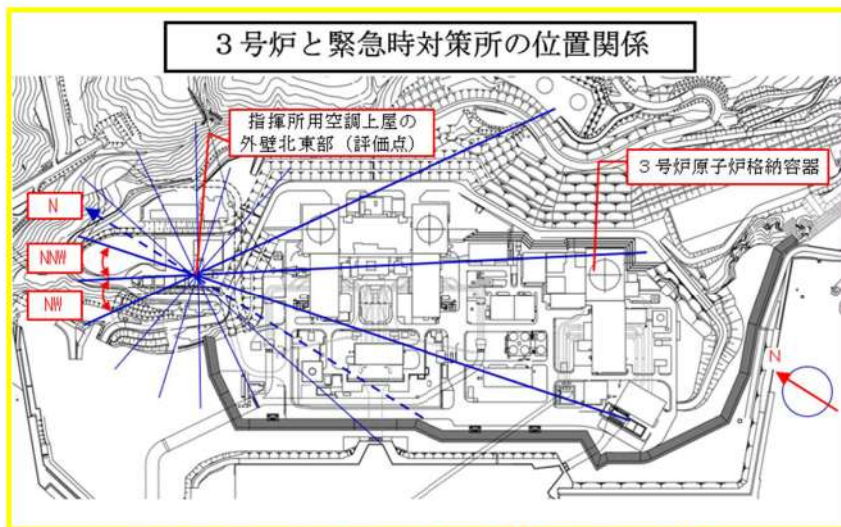 ３号炉と緊急時対策所の位置関係
指揮所用空調上屋の
外壁北東部（評価点）
３号炉原子炉格納容器
N
NNW
NW
N